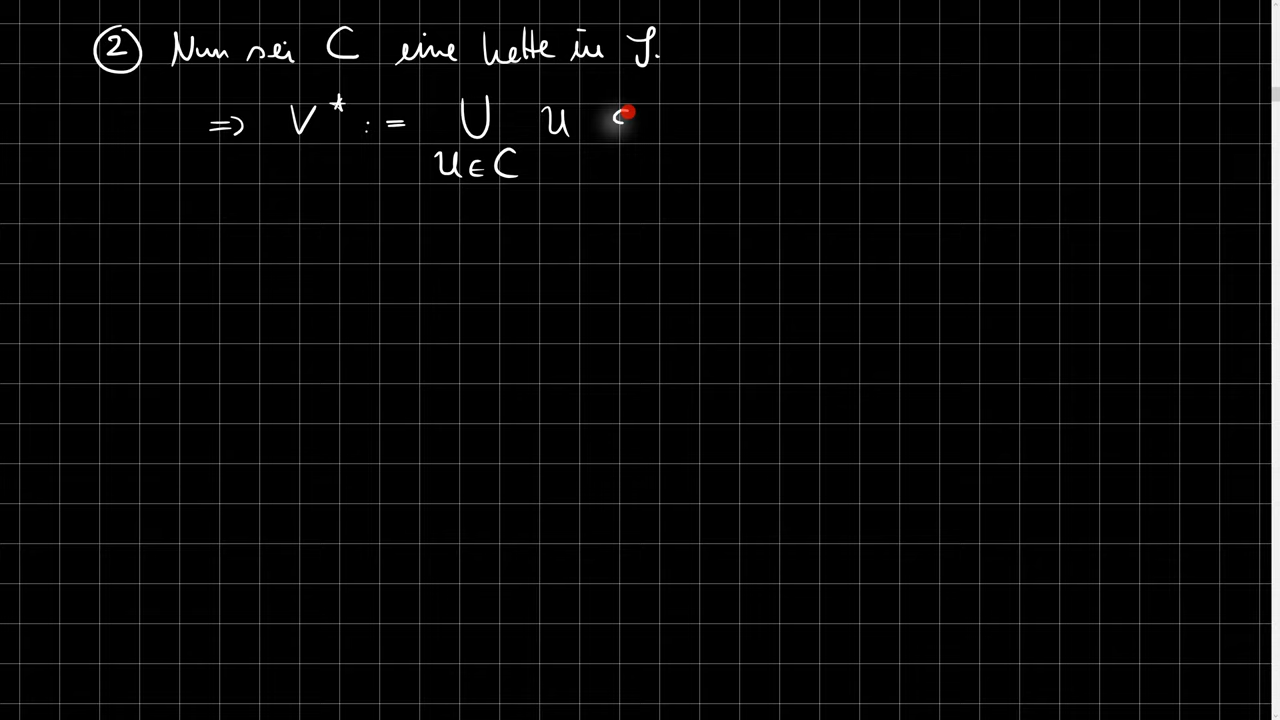 ② Nun sei C eine Kette in S.
=> V* := ⋃ U
U ∈ C